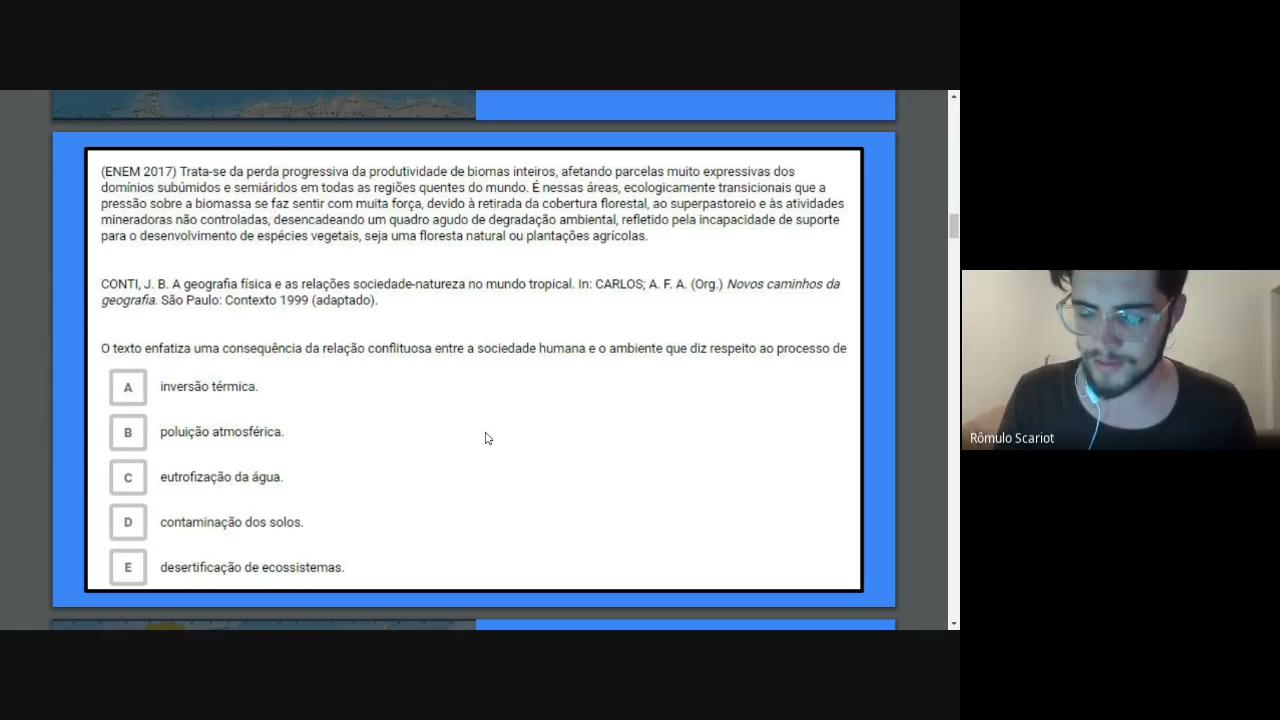 (ENEM 2017) Trata-se da perda progressiva da produtividade de biomas inteiros, afetando parcelas muito expressivas dos
domínios subúmidos e semiáridos em todas as regiões quentes do mundo. É nessas áreas, ecologicamente transicionais que a
pressão sobre a biomassa se faz sentir com muita força, devido à retirada da cobertura florestal, ao superpastoreio e às atividades
mineradoras não controladas, desencadeando um quadro agudo de degradação ambiental, refletido pela incapacidade de suporte
para o desenvolvimento de espécies vegetais, seja uma floresta natural ou plantações agrícolas.
CONTI, J. B. A geografia física e as relações sociedade-natureza no mundo tropical. In: CARLOS; A. F. A. (Org.) Novos caminhos da
geografia. São Paulo: Contexto 1999 (adaptado).
O texto enfatiza uma consequência da relação conflituosa entre a sociedade humana e o ambiente que diz respeito ao processo de
A inversão térmica.
B poluição atmosférica.
C eutrofização da água.
D contaminação dos solos.
E desertificação de ecossistemas.
Rômulo Scariot